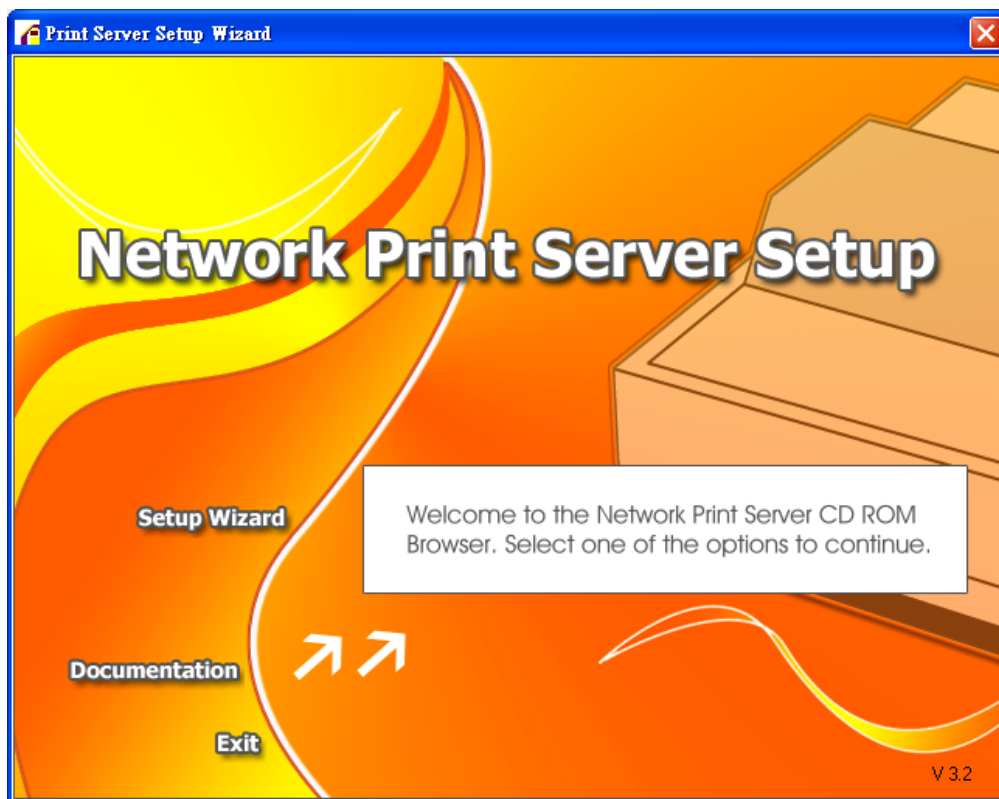 Print Server Setup Wizard
Network Print Server Setup
Setup Wizard
Welcome to the Network Print Server CD ROM
Browser. Select one of the options to continue.
Documentation
Exit
V 3.2